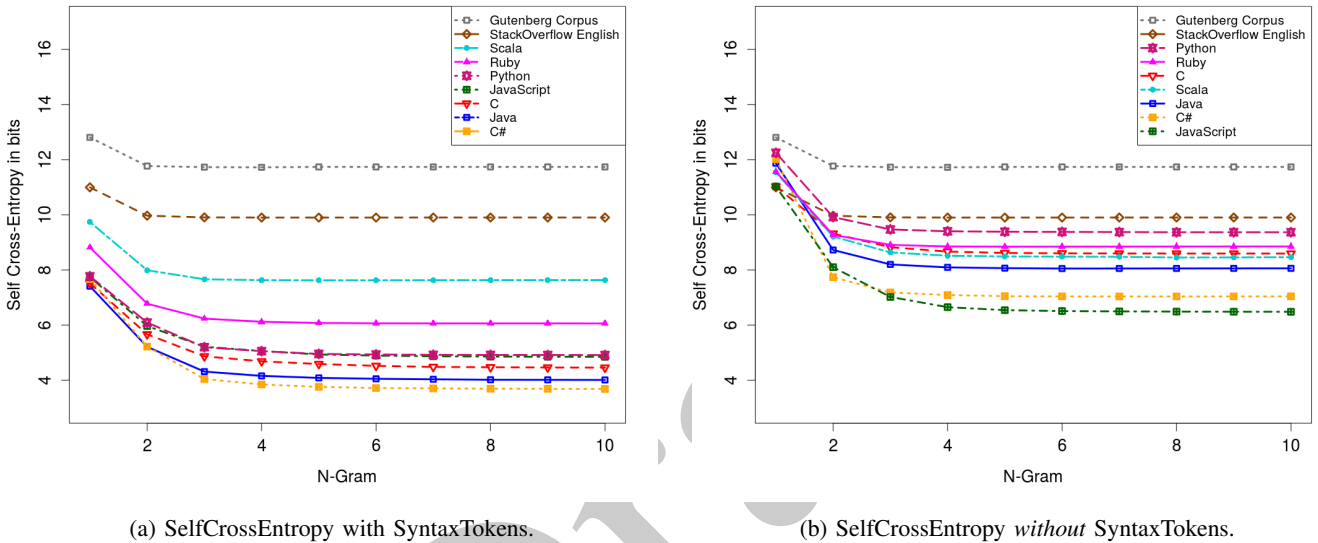 Self Cross-Entropy in bits
16
14
12
10
8
6
4
2
4
6
8
10
N-Gram
Gutenberg Corpus
StackOverflow English
Scala
Ruby
Python
JavaScript
C
Java
C#
(a) SelfCrossEntropy with SyntaxTokens.
Self Cross-Entropy in bits
16
14
12
10
8
6
4
2
4
6
8
10
N-Gram
Gutenberg Corpus
StackOverflow English
Python
Ruby
C
Scala
Java
C#
JavaScript
(b) SelfCrossEntropy without SyntaxTokens.